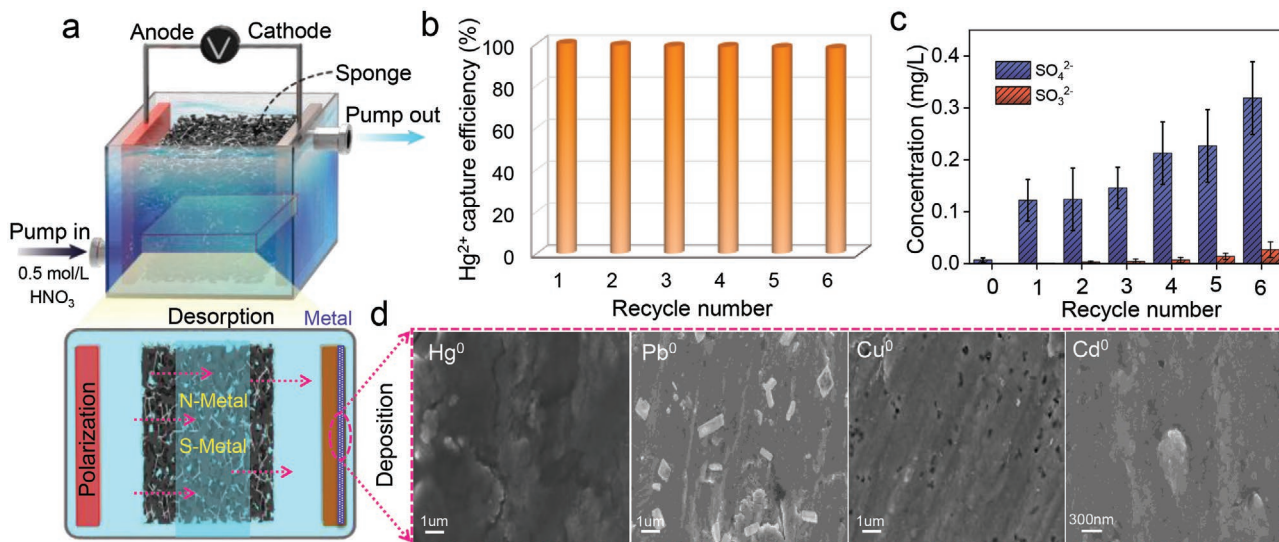 a
Anode
Cathode
V
Sponge
Pump out
Pump in
0.5 mol/L
HNO₃
Desorption
Metal
Polarization
N-Metal
S-Metal
Deposition
b
Hg²⁺ capture efficiency (%)
100
80
60
40
20
0
1 2 3 4 5 6
Recycle number
c
Concentration (mg/L)
0.4
0.3
0.2
0.1
0.0
SO₄²⁻
SO₃²⁻
0 1 2 3 4 5 6
Recycle number
d
Hg⁰
1um
Pb⁰
1um
Cu⁰
1um
Cd⁰
300nm